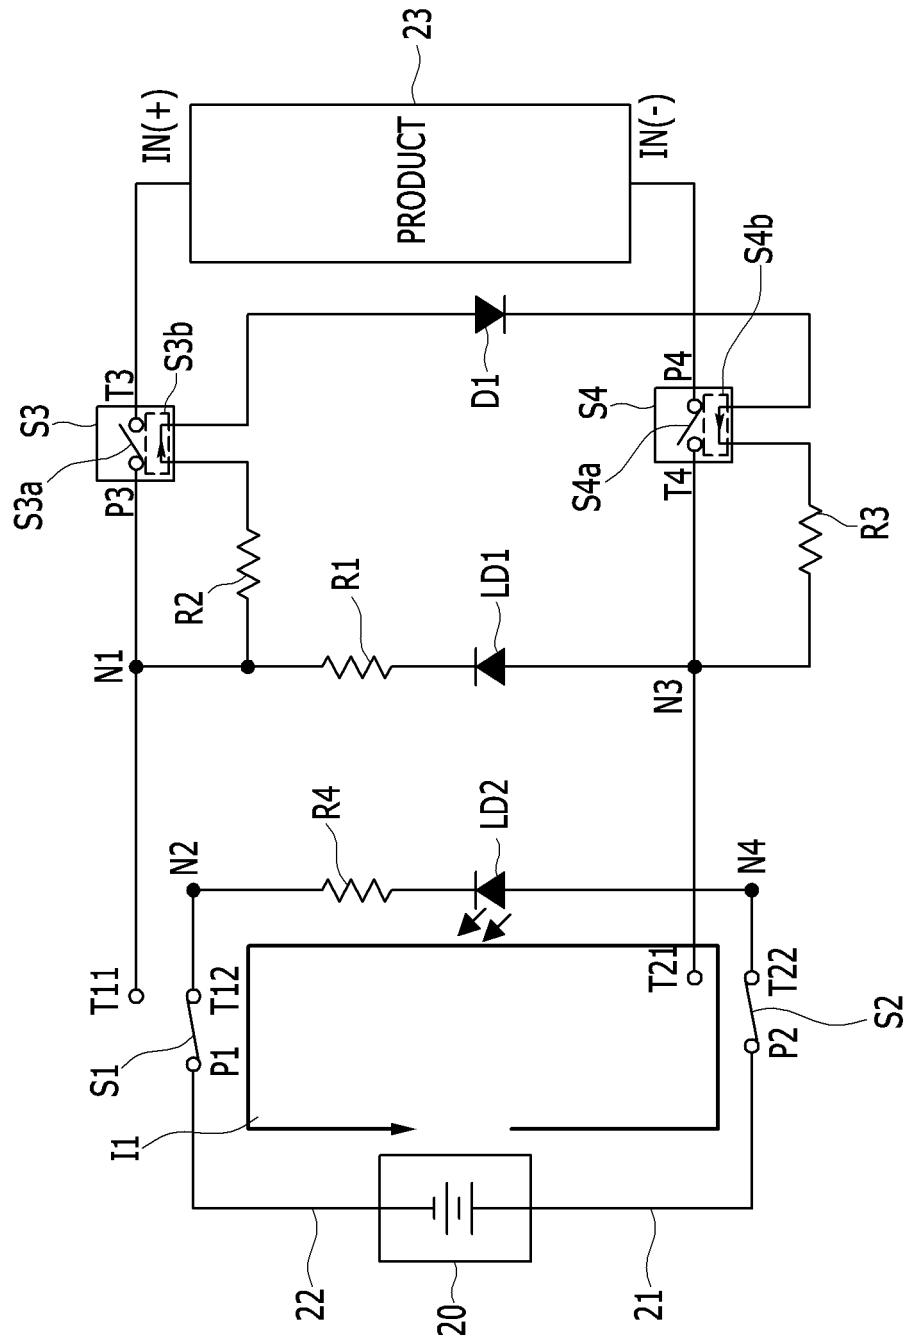 23
IN(+)
PRODUCT
IN(-)
S3
T3
S3b
S3a
P3
D1
S4
P4
S4b
S4a
T4
R2
R1
LD1
R3
N1
N3
R4
LD2
N2
N4
T11
T12
S1
P1
T21
T22
P2
S2
I1
22
20
21